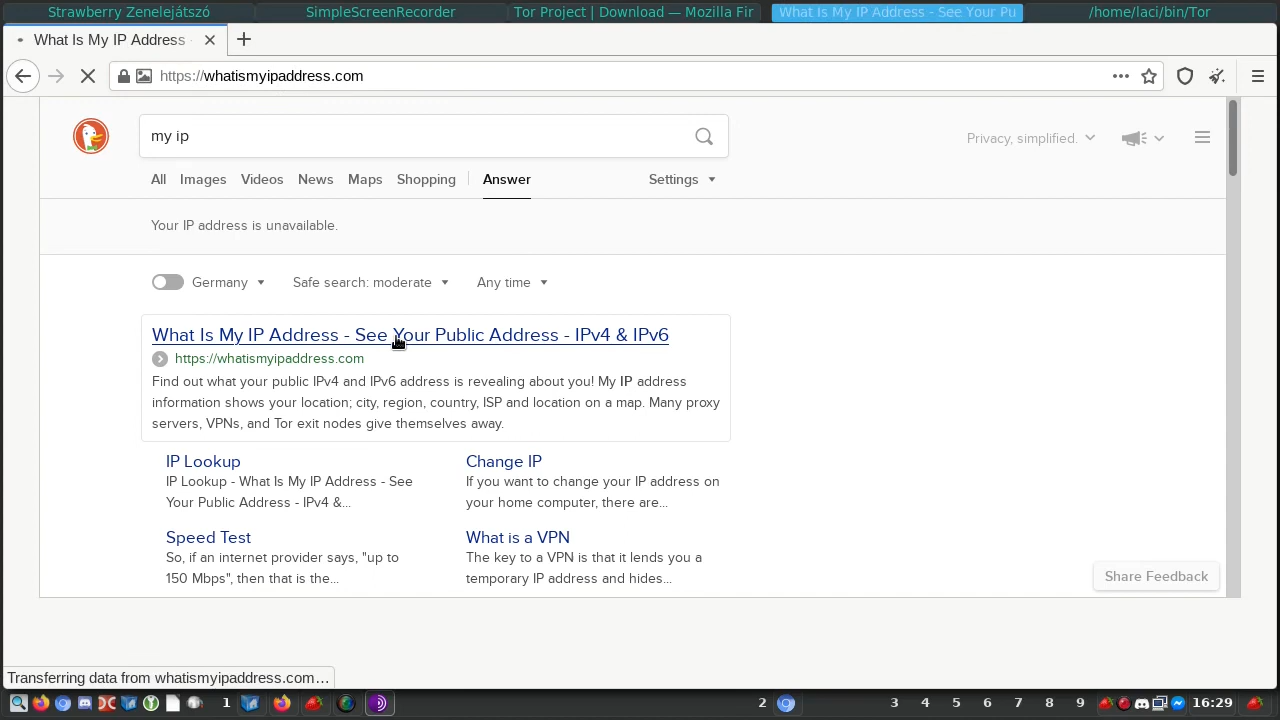 Strawberry Zenelejátszó
SimpleScreenRecorder
Tor Project | Download — Mozilla Fir
What Is My IP Address - See Your Pu
/home/laci/bin/Tor
What Is My IP Address
https://whatismyipaddress.com
my ip
Privacy, simplified.
All Images Videos News Maps Shopping Answer Settings
Your IP address is unavailable.
Germany Safe search: moderate Any time
What Is My IP Address - See Your Public Address - IPv4 & IPv6
https://whatismyipaddress.com
Find out what your public IPv4 and IPv6 address is revealing about you! My IP address
information shows your location; city, region, country, ISP and location on a map. Many proxy
servers, VPNs, and Tor exit nodes give themselves away.
IP Lookup
IP Lookup - What Is My IP Address - See
Your Public Address - IPv4 &...
Change IP
If you want to change your IP address on
your home computer, there are...
Speed Test
So, if an internet provider says, "up to
150 Mbps", then that is the...
What is a VPN
The key to a VPN is that it lends you a
temporary IP address and hides...
Share Feedback
Transferring data from whatismyipaddress.com…
1 2 3 4 5 6 7 8 9 16:29